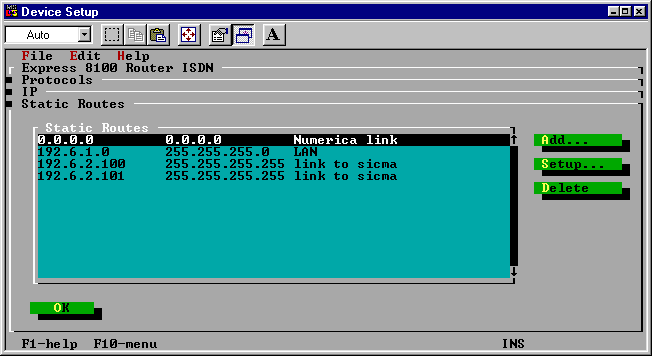 Device Setup
Auto
A
File Edit Help
Express 8100 Router ISDN
Protocols
IP
Static Routes
Static Routes
0.0.0.0 0.0.0.0 Numerica link
192.6.1.0 255.255.255.0 LAN
192.6.2.100 255.255.255.255 link to sicma
192.6.2.101 255.255.255.255 link to sicma
Add...
Setup...
Delete
OK
F1-help F10-menu INS